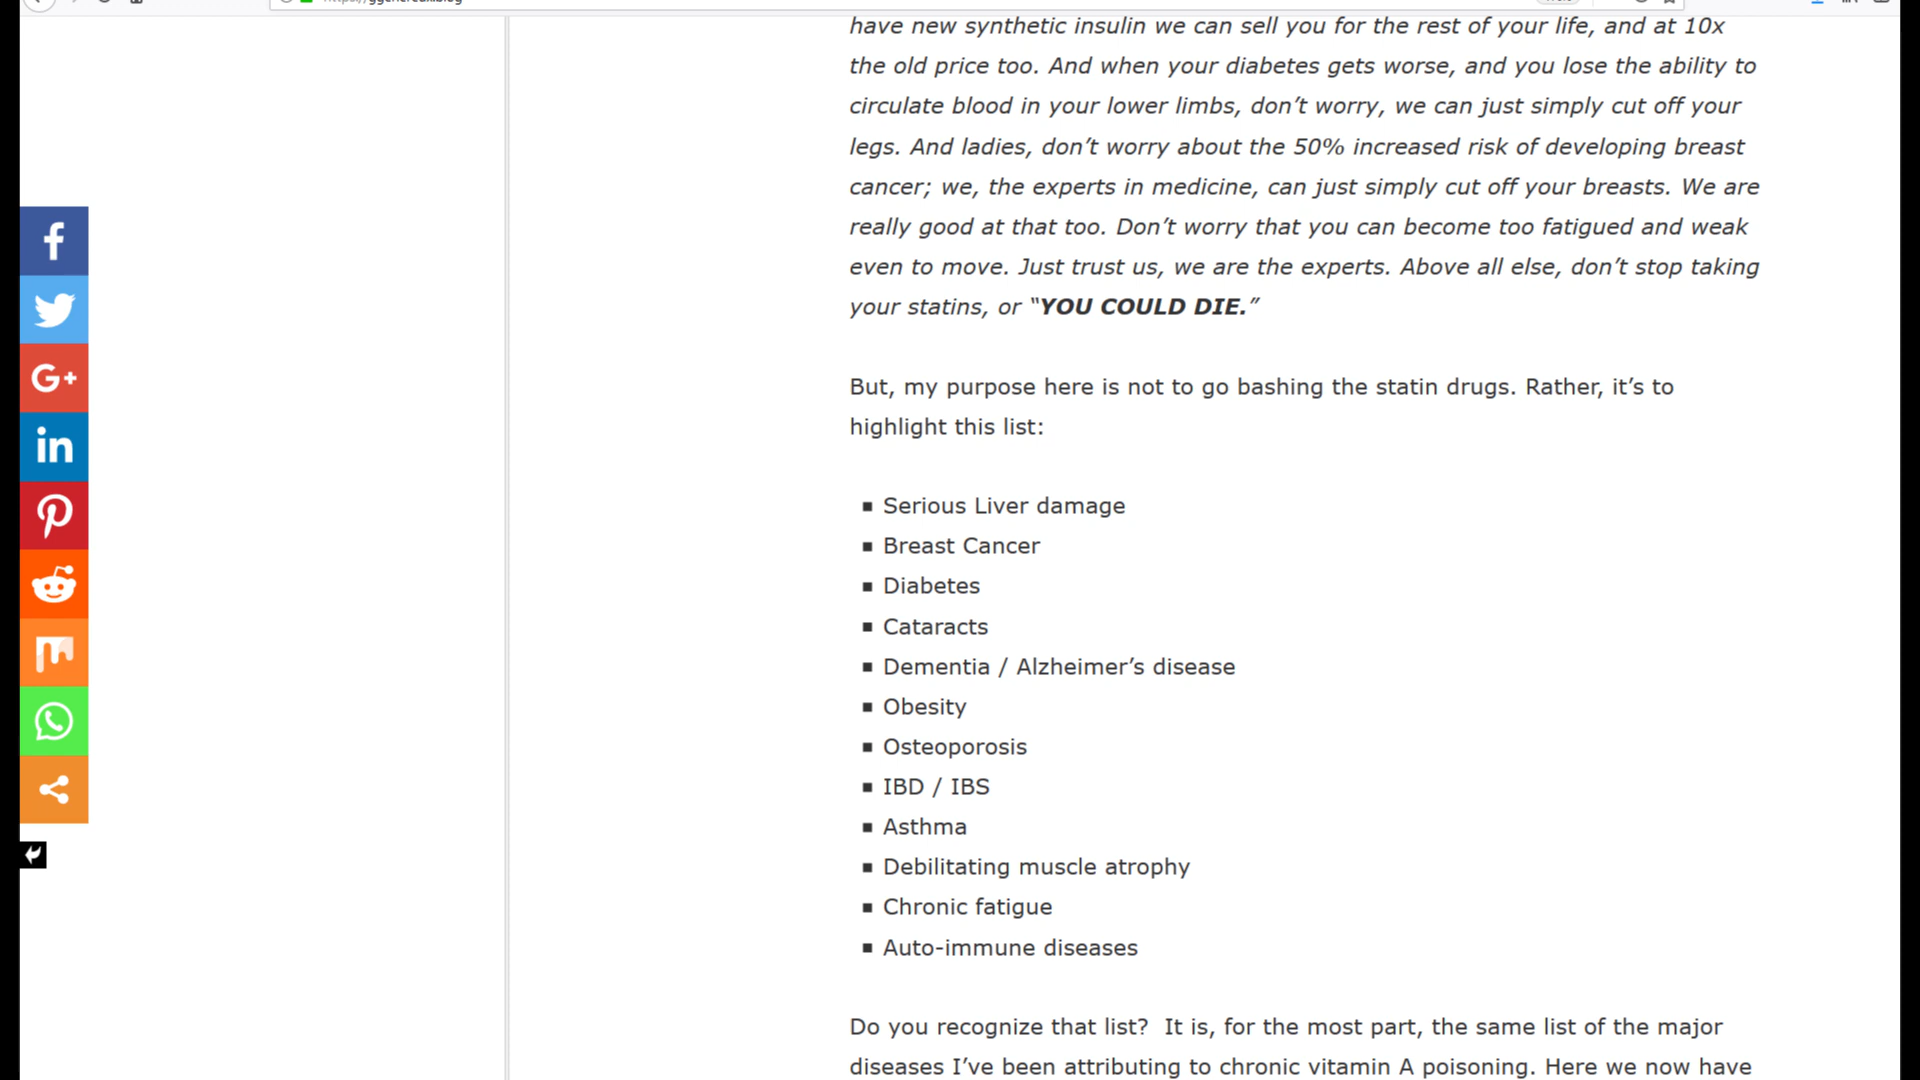 have new synthetic insulin we can sell you for the rest of your life, and at 10x
the old price too. And when your diabetes gets worse, and you lose the ability to
circulate blood in your lower limbs, don’t worry, we can just simply cut off your
legs. And ladies, don’t worry about the 50% increased risk of developing breast
cancer; we, the experts in medicine, can just simply cut off your breasts. We are
really good at that too. Don’t worry that you can become too fatigued and weak
even to move. Just trust us, we are the experts. Above all else, don’t stop taking
your statins, or “YOU COULD DIE.”
But, my purpose here is not to go bashing the statin drugs. Rather, it’s to
highlight this list:
▪ Serious Liver damage
▪ Breast Cancer
▪ Diabetes
▪ Cataracts
▪ Dementia / Alzheimer’s disease
▪ Obesity
▪ Osteoporosis
▪ IBD / IBS
▪ Asthma
▪ Debilitating muscle atrophy
▪ Chronic fatigue
▪ Auto-immune diseases
Do you recognize that list?  It is, for the most part, the same list of the major
diseases I’ve been attributing to chronic vitamin A poisoning. Here we now have